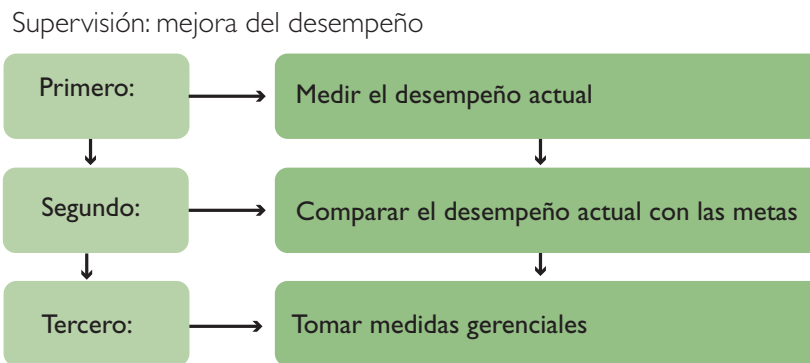 Supervisión: mejora del desempeño
Primero:
Medir el desempeño actual
Segundo:
Comparar el desempeño actual con las metas
Tercero:
Tomar medidas gerenciales